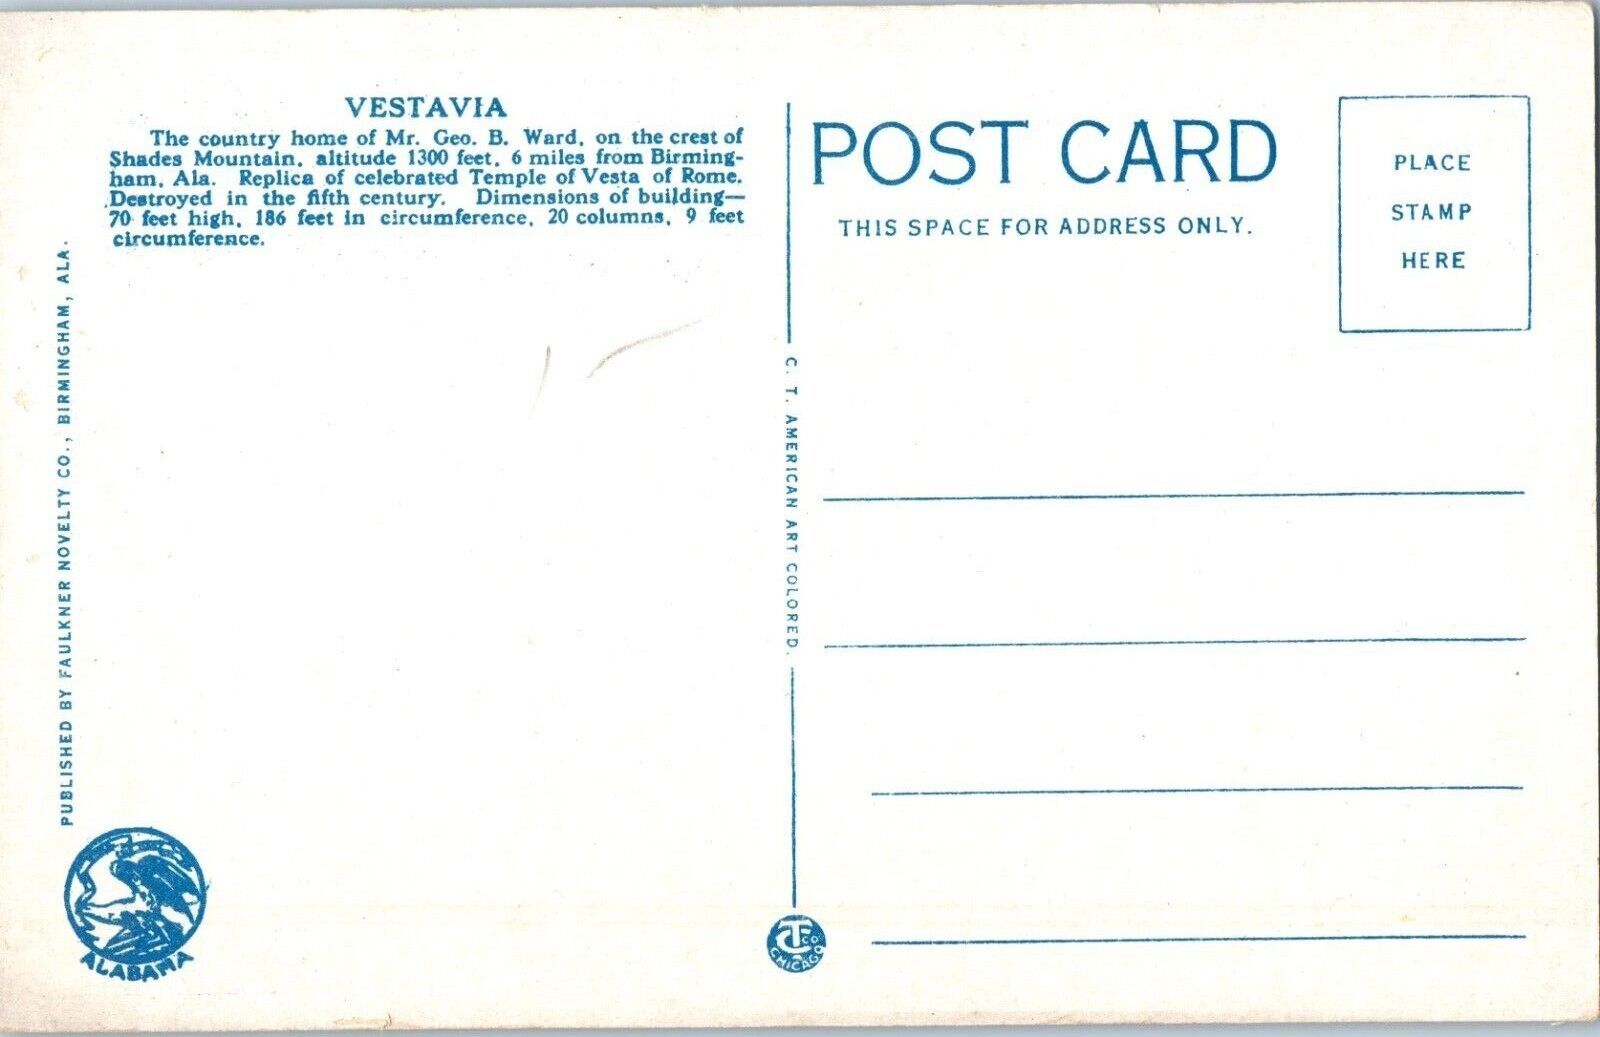 VESTAVIA
The country home of Mr. Geo. B. Ward, on the crest of
Shades Mountain, altitude 1300 feet, 6 miles from Birming-
ham, Ala. Replica of celebrated Temple of Vesta of Rome.
Destroyed in the fifth century. Dimensions of building—
70 feet high, 186 feet in circumference, 20 columns, 9 feet
circumference.
PUBLISHED BY FAULKNER NOVELTY CO., BIRMINGHAM, ALA.
ALABAMA
C. T. AMERICAN ART COLORED.
CT CO
CHICAGO
POST CARD
THIS SPACE FOR ADDRESS ONLY.
PLACE
STAMP
HERE